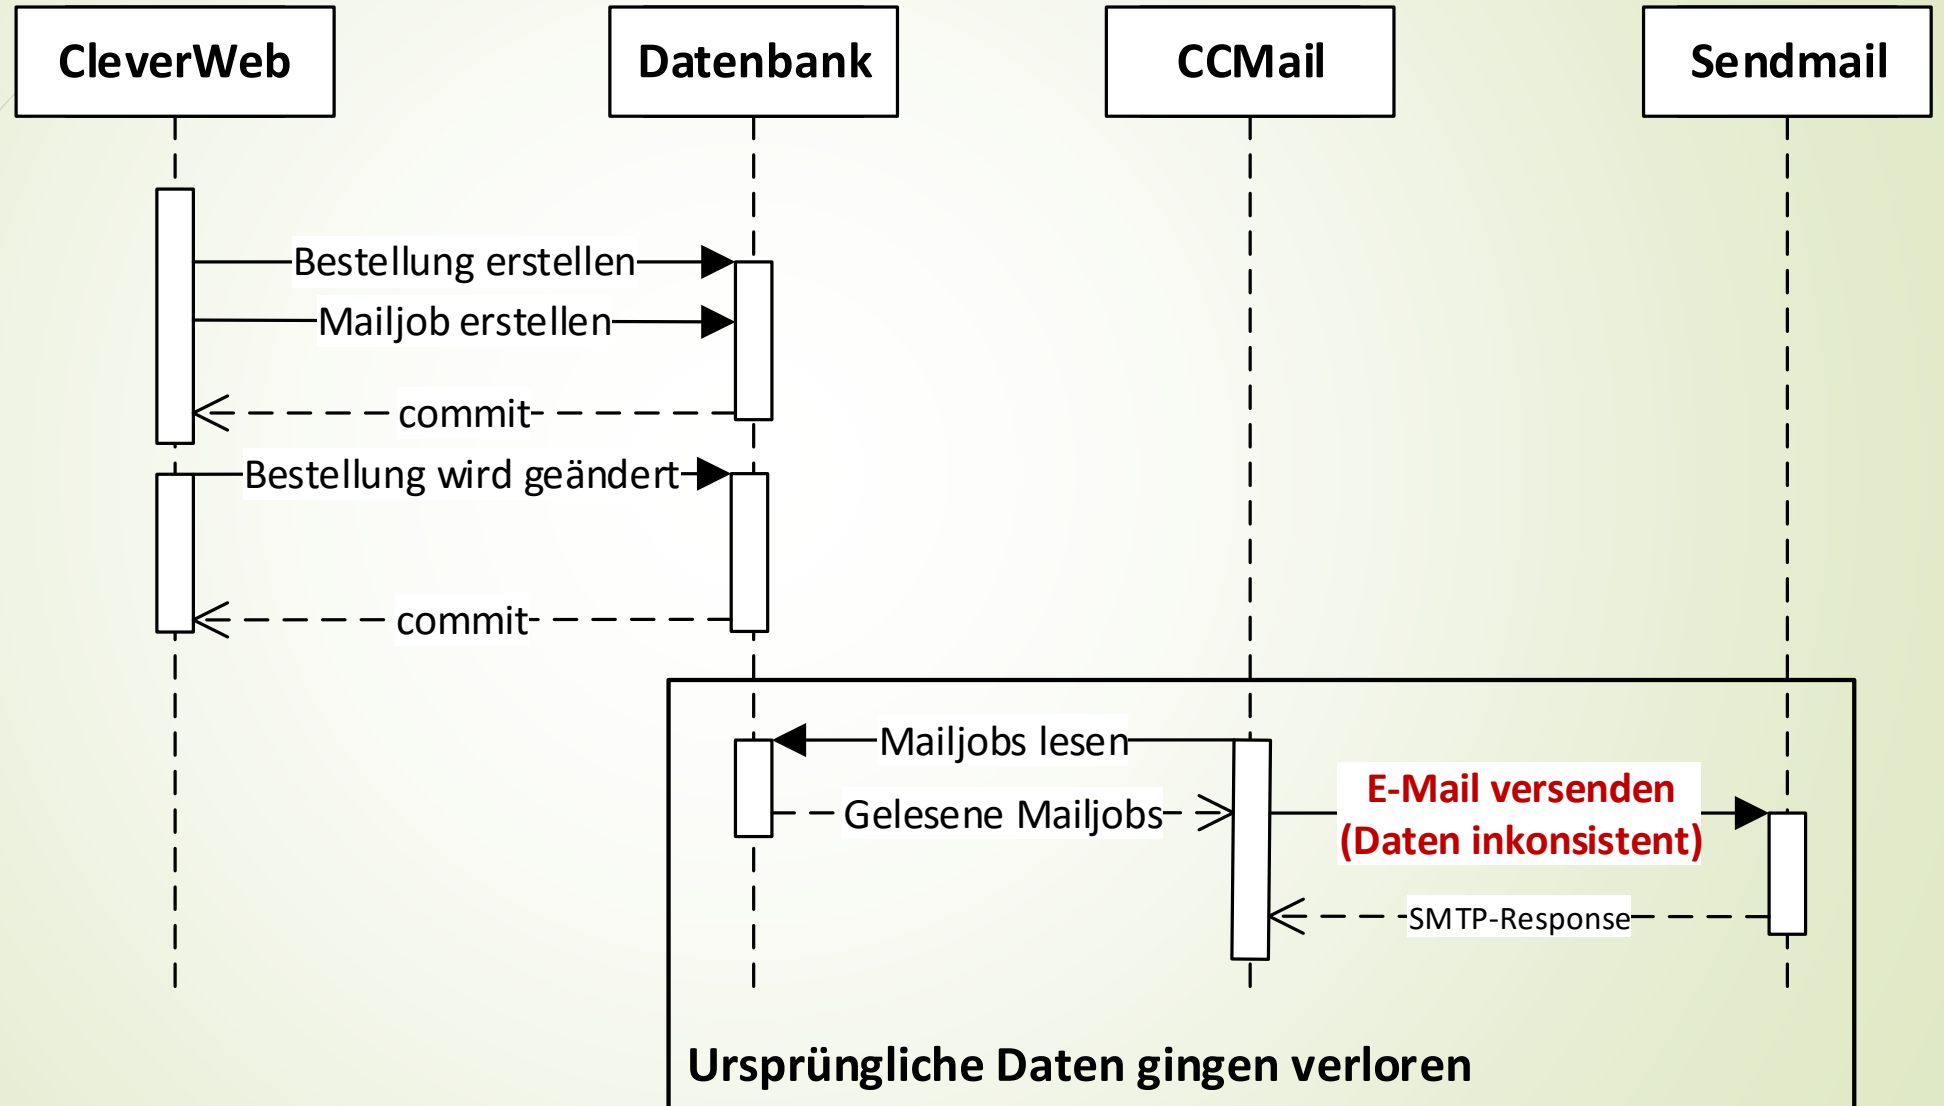 CleverWeb
Datenbank
CCMail
Sendmail
Bestellung erstellen
Mailjob erstellen
commit
Bestellung wird geändert
commit
Mailjobs lesen
Gelesene Mailjobs
E-Mail versenden
(Daten inkonsistent)
SMTP-Response
Ursprüngliche Daten gingen verloren